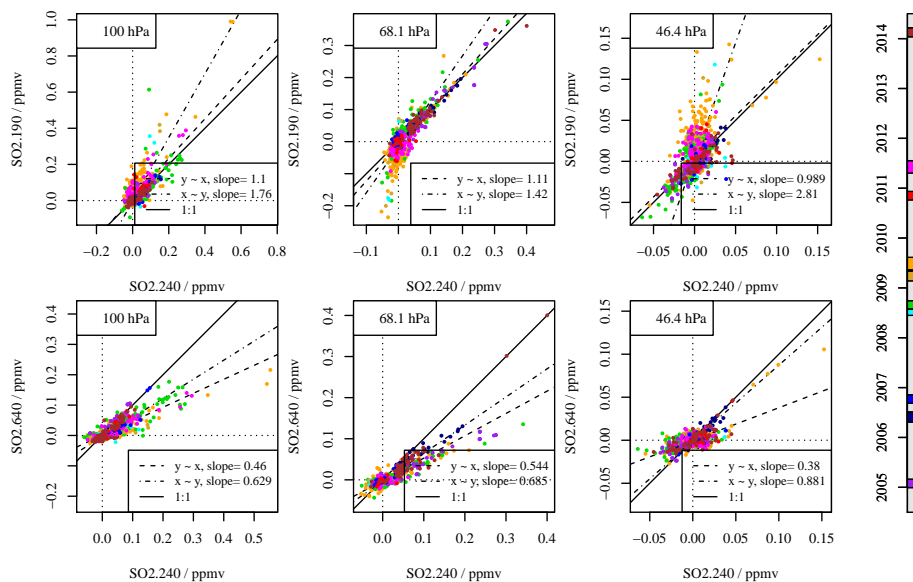 100 hPa
SO2.190 / ppmv
1.0
0.8
0.6
0.4
0.2
0.0
y ~ x, slope= 1.1
x ~ y, slope= 1.76
1:1
−0.2 0.0 0.2 0.4 0.6 0.8
SO2.240 / ppmv
68.1 hPa
SO2.190 / ppmv
0.3
0.2
0.1
0.0
−0.2
y ~ x, slope= 1.11
x ~ y, slope= 1.42
1:1
−0.1 0.0 0.1 0.2 0.3 0.4
SO2.240 / ppmv
46.4 hPa
SO2.190 / ppmv
0.15
0.10
0.05
0.00
−0.05
y ~ x, slope= 0.989
x ~ y, slope= 2.81
1:1
−0.05 0.00 0.05 0.10 0.15
SO2.240 / ppmv
100 hPa
SO2.640 / ppmv
0.4
0.3
0.2
0.1
0.0
−0.2
y ~ x, slope= 0.46
x ~ y, slope= 0.629
1:1
0.0 0.1 0.2 0.3 0.4 0.5
SO2.240 / ppmv
68.1 hPa
SO2.640 / ppmv
0.5
0.4
0.3
0.2
0.1
0.0
y ~ x, slope= 0.544
x ~ y, slope= 0.685
1:1
0.0 0.1 0.2 0.3 0.4
SO2.240 / ppmv
46.4 hPa
SO2.640 / ppmv
0.15
0.10
0.05
0.00
−0.05
y ~ x, slope= 0.38
x ~ y, slope= 0.881
1:1
−0.05 0.00 0.05 0.10 0.15
SO2.240 / ppmv
2014
2013
2012
2011
2010
2009
2008
2007
2006
2005